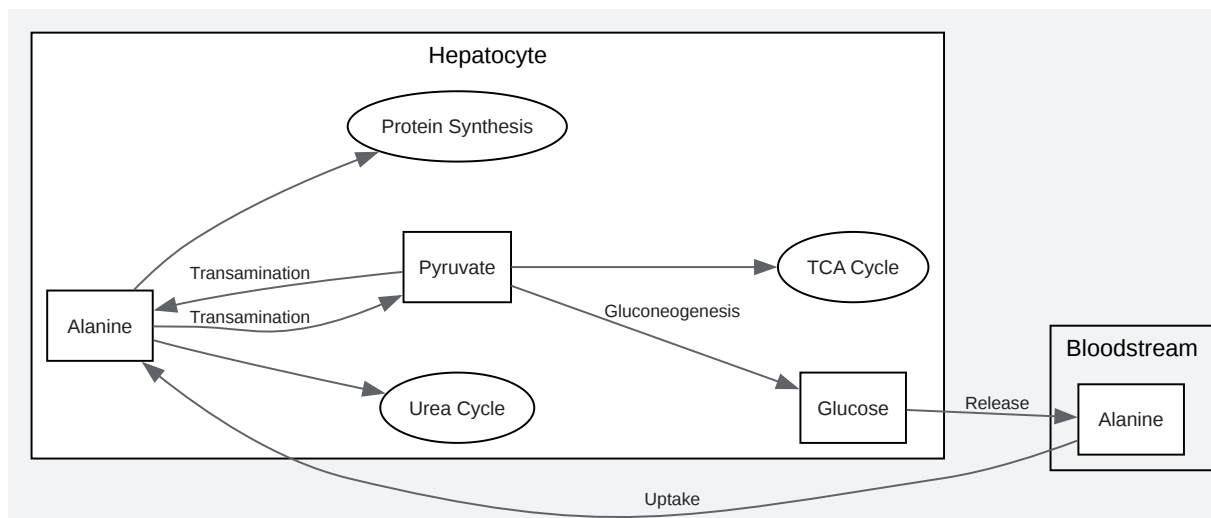 Hepatocyte
Protein Synthesis
Pyruvate
TCA Cycle
Transamination
Gluconeogenesis
Transamination
Alanine
Bloodstream
Urea Cycle
Glucose
Release
Alanine
Uptake